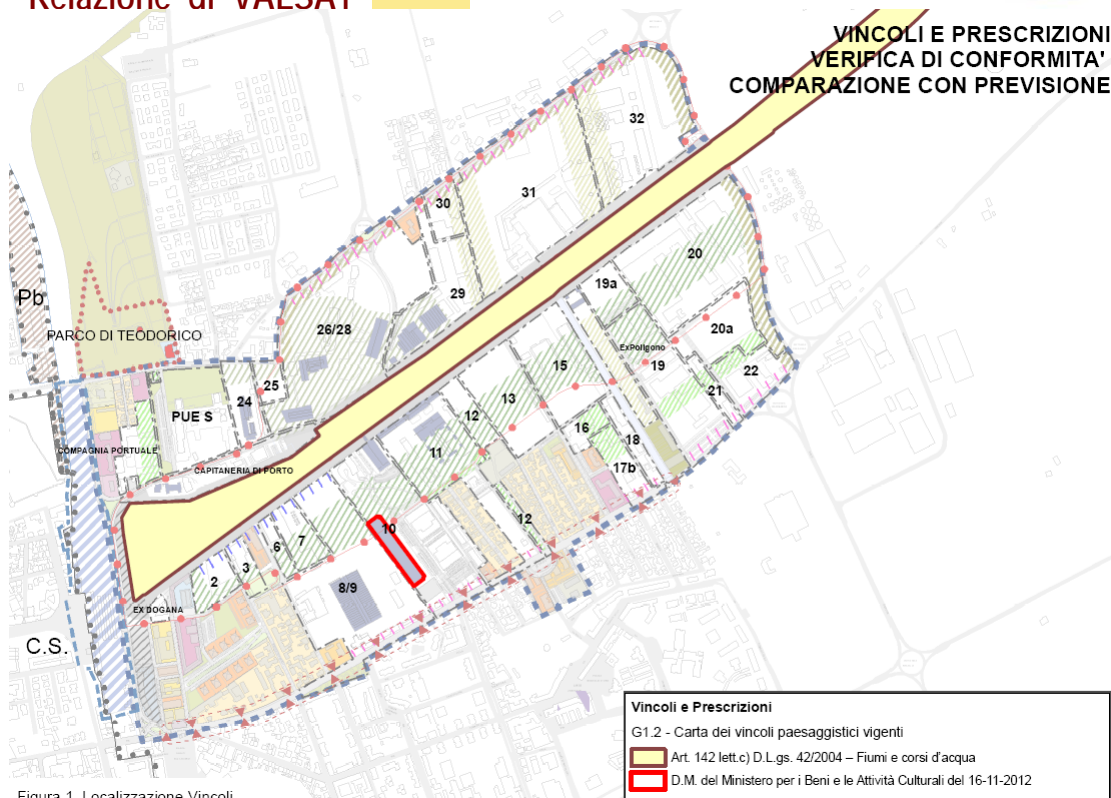 Relazione di VALSAT
VINCOLI E PRESCRIZIONI
VERIFICA DI CONFORMITA'
COMPARAZIONE CON PREVISIONE
32
31
30
29
20
19a
26/28
20a
Pb
PARCO DI TEODORICO
ExPoligono
15
19
22
25
24
13
21
PUE S
12
16
18
COMPAGNIA PORTUALE
11
17b
CAPITANERIA DI PORTO
12
10
7
6
3
2
8/9
EX DOGANA
C.S.
Vincoli e Prescrizioni
G1.2 - Carta dei vincoli paesaggistici vigenti
Art. 142 lett.c) D.L.gs. 42/2004 – Fiumi e corsi d'acqua
D.M. del Ministero per i Beni e le Attività Culturali del 16-11-2012
Figura 1. Localizzazione Vincoli